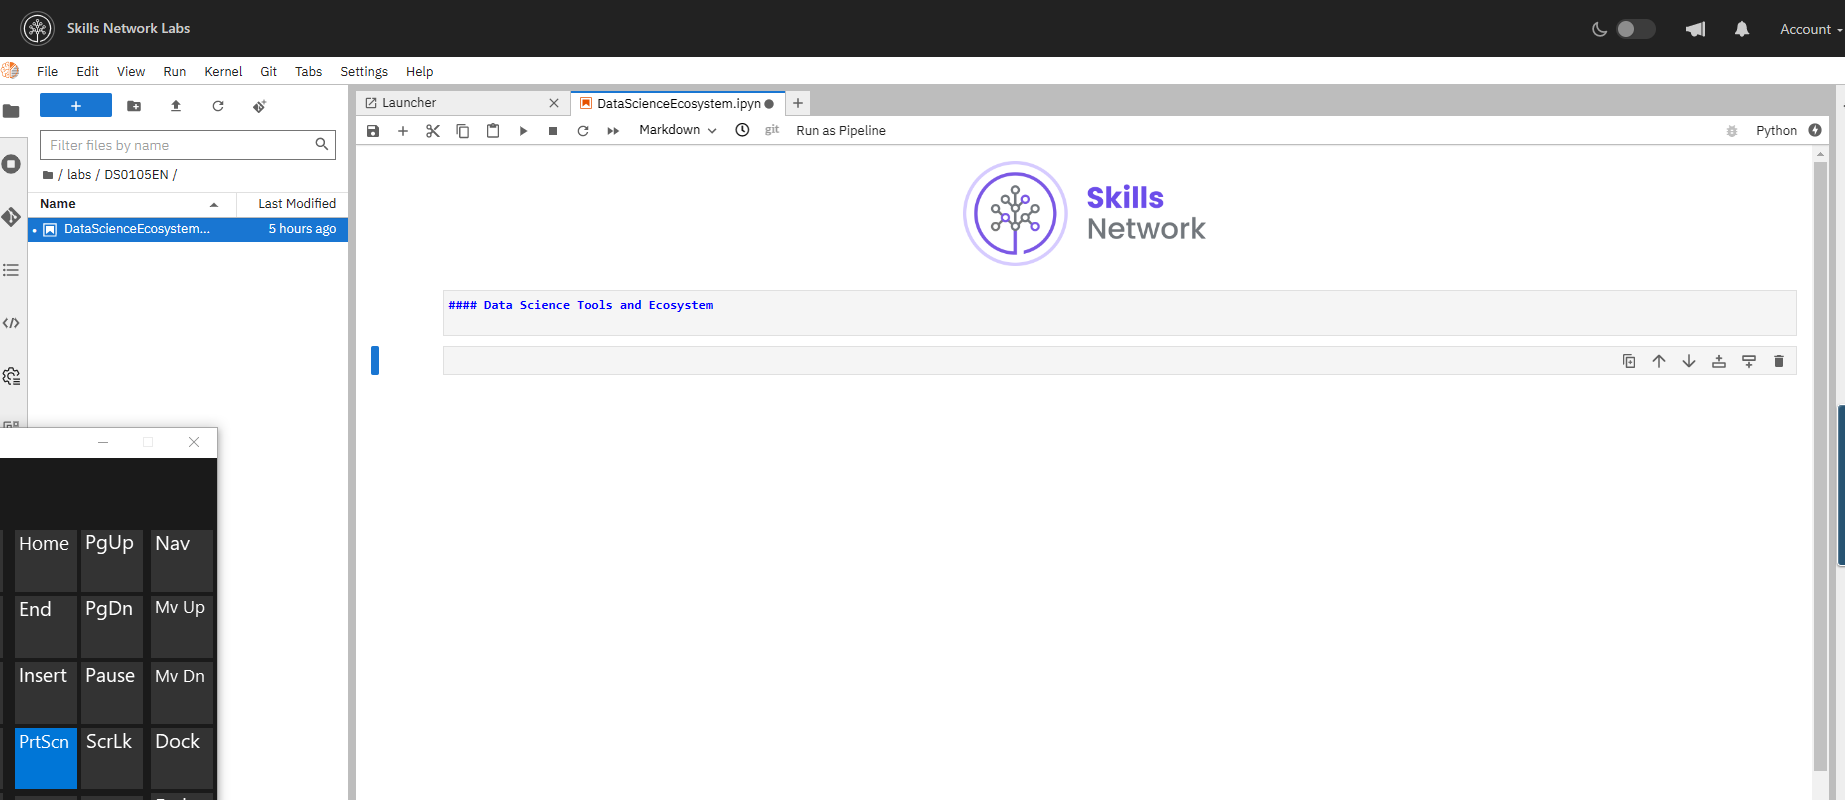 Skills Network Labs
Account
File Edit View Run Kernel Git Tabs Settings Help
+
Launcher
DataScienceEcosystem.ipyn
Markdown
git
Run as Pipeline
Python
Filter files by name
/ labs / DS0105EN /
Name Last Modified
DataScienceEcosystem... 5 hours ago
Skills
Network
#### Data Science Tools and Ecosystem
Home PgUp Nav
End PgDn Mv Up
Insert Pause Mv Dn
PrtScn ScrLk Dock